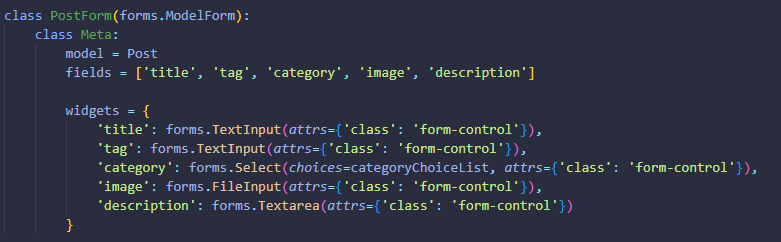 class PostForm(forms.ModelForm):
    class Meta:
        model = Post
        fields = ['title', 'tag', 'category', 'image', 'description']

        widgets = {
            'title': forms.TextInput(attrs={'class': 'form-control'}),
            'tag': forms.TextInput(attrs={'class': 'form-control'}),
            'category': forms.Select(choices=categoryChoiceList, attrs={'class': 'form-control'}),
            'image': forms.FileInput(attrs={'class': 'form-control'}),
            'description': forms.Textarea(attrs={'class': 'form-control'})
        }